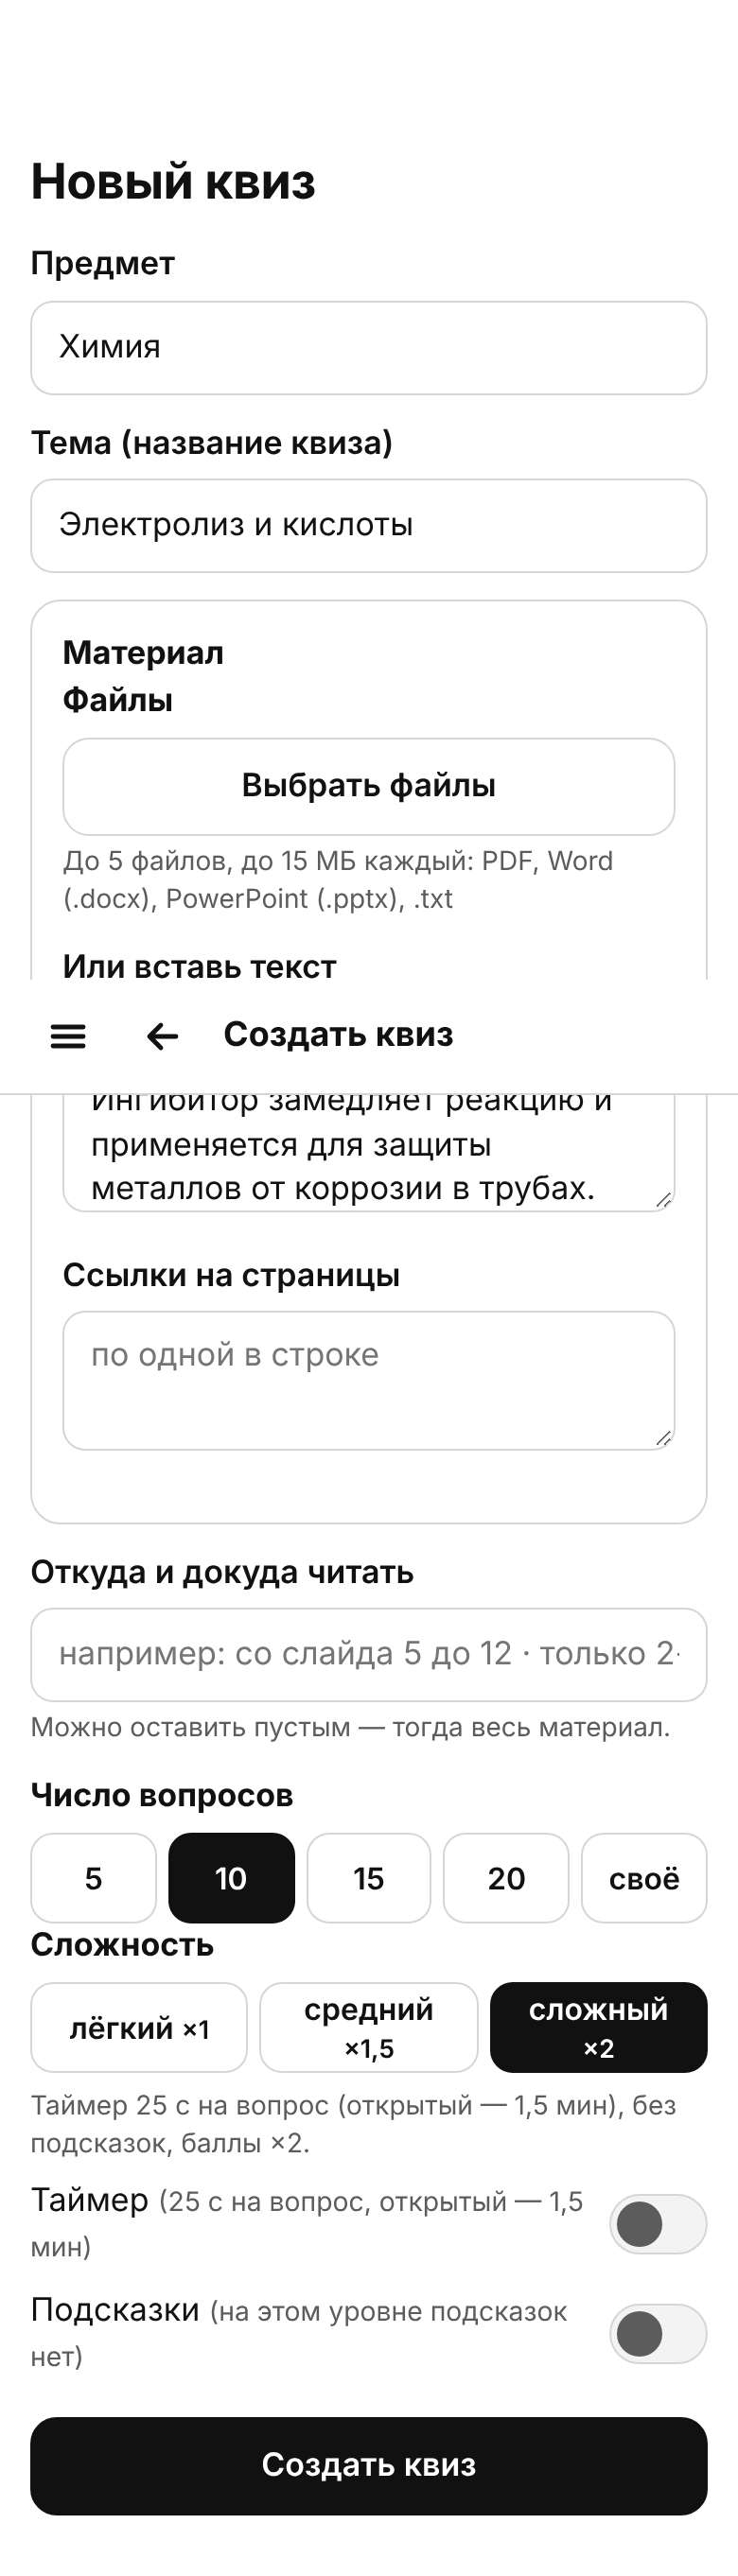 Новый квиз
Предмет
Химия
Тема (название квиза)
Электролиз и кислоты
Материал
Файлы
Выбрать файлы
До 5 файлов, до 15 МБ каждый: PDF, Word
(.docx), PowerPoint (.pptx), .txt
Или вставь текст
Создать квиз
Ингибитор замедляет реакцию и
применяется для защиты
металлов от коррозии в трубах.
Ссылки на страницы
по одной в строке
Откуда и докуда читать
например: со слайда 5 до 12 · только 2-
Можно оставить пустым — тогда весь материал.
Число вопросов
5 10 15 20 своё
Сложность
лёгкий ×1 средний ×1,5 сложный ×2
Таймер 25 с на вопрос (открытый — 1,5 мин), без
подсказок, баллы ×2.
Таймер (25 с на вопрос, открытый — 1,5
мин)
Подсказки (на этом уровне подсказок
нет)
Создать квиз